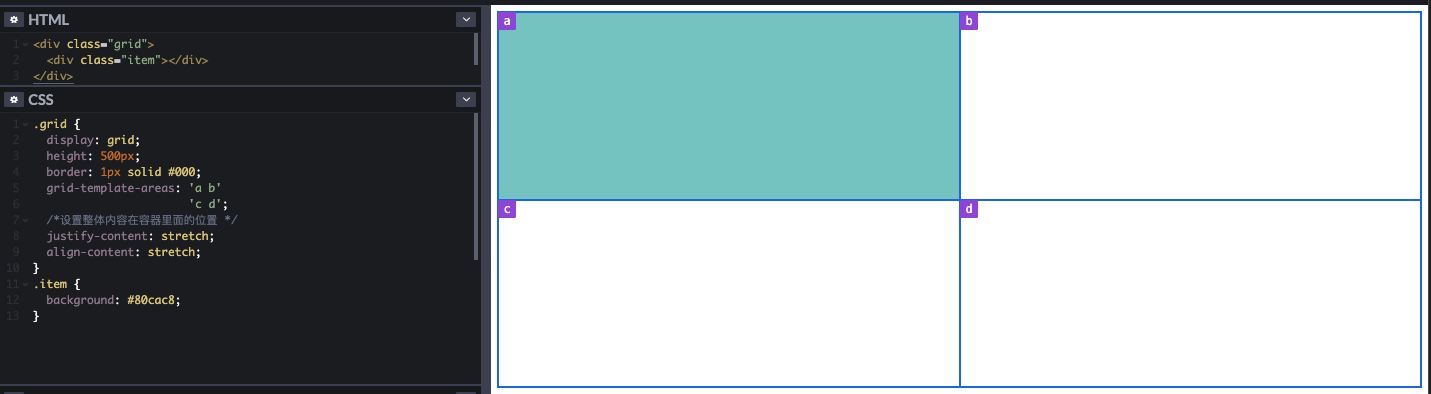 HTML
1 <div class="grid">
2 <div class="item"></div>
3 </div>
CSS
1 .grid {
2 display: grid;
3 height: 500px;
4 border: 1px solid #000;
5 grid-template-areas: 'a b'
6 'c d';
7 /*设置整体内容在容器里面的位置 */
8 justify-content: stretch;
9 align-content: stretch;
10 }
11 .item {
12 background: #80cac8;
13 }
a
b
c
d